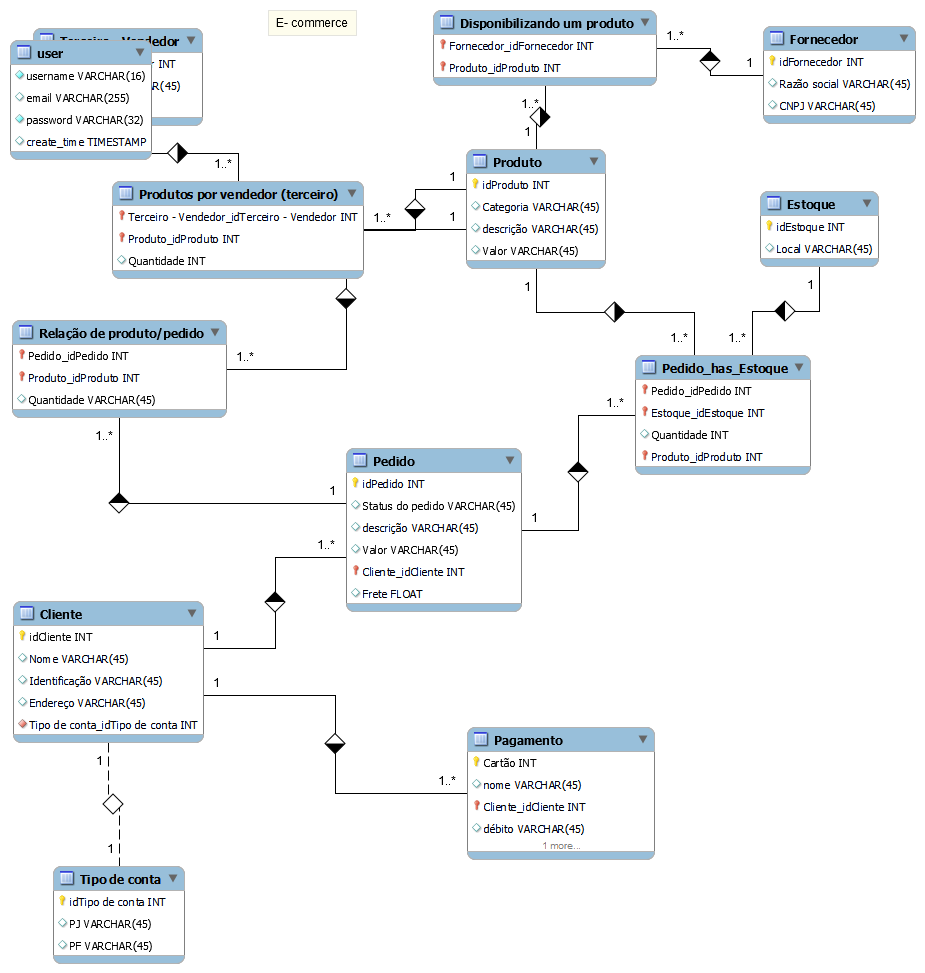 E- commerce
Terceiro - Vendedor
INT
(45)
user
username VARCHAR(16)
email VARCHAR(255)
password VARCHAR(32)
create_time TIMESTAMP
Disponibilizando um produto
Fornecedor_idFornecedor INT
Produto_idProduto INT
1..*
1
Fornecedor
idFornecedor INT
Razão social VARCHAR(45)
CNPJ VARCHAR(45)
1..*
1
1..*
Produtos por vendedor (terceiro)
Terceiro - Vendedor_idTerceiro - Vendedor INT
Produto_idProduto INT
Quantidade INT
1
1
1..*
Produto
idProduto INT
Categoria VARCHAR(45)
descrição VARCHAR(45)
Valor VARCHAR(45)
Estoque
idEstoque INT
Local VARCHAR(45)
1
1
1..*
1..*
1..*
Relação de produto/pedido
Pedido_idPedido INT
Produto_idProduto INT
Quantidade VARCHAR(45)
Pedido_has_Estoque
Pedido_idPedido INT
Estoque_idEstoque INT
Quantidade INT
Produto_idProduto INT
1..*
1..*
1
1
Pedido
idPedido INT
Status do pedido VARCHAR(45)
descrição VARCHAR(45)
Valor VARCHAR(45)
Cliente_idCliente INT
Frete FLOAT
1..*
1
Cliente
idCliente INT
Nome VARCHAR(45)
Identificação VARCHAR(45)
Endereço VARCHAR(45)
Tipo de conta_idTipo de conta INT
1
1..*
Pagamento
Cartão INT
nome VARCHAR(45)
Cliente_idCliente INT
débito VARCHAR(45)
1 more...
1
1
Tipo de conta
idTipo de conta INT
PJ VARCHAR(45)
PF VARCHAR(45)